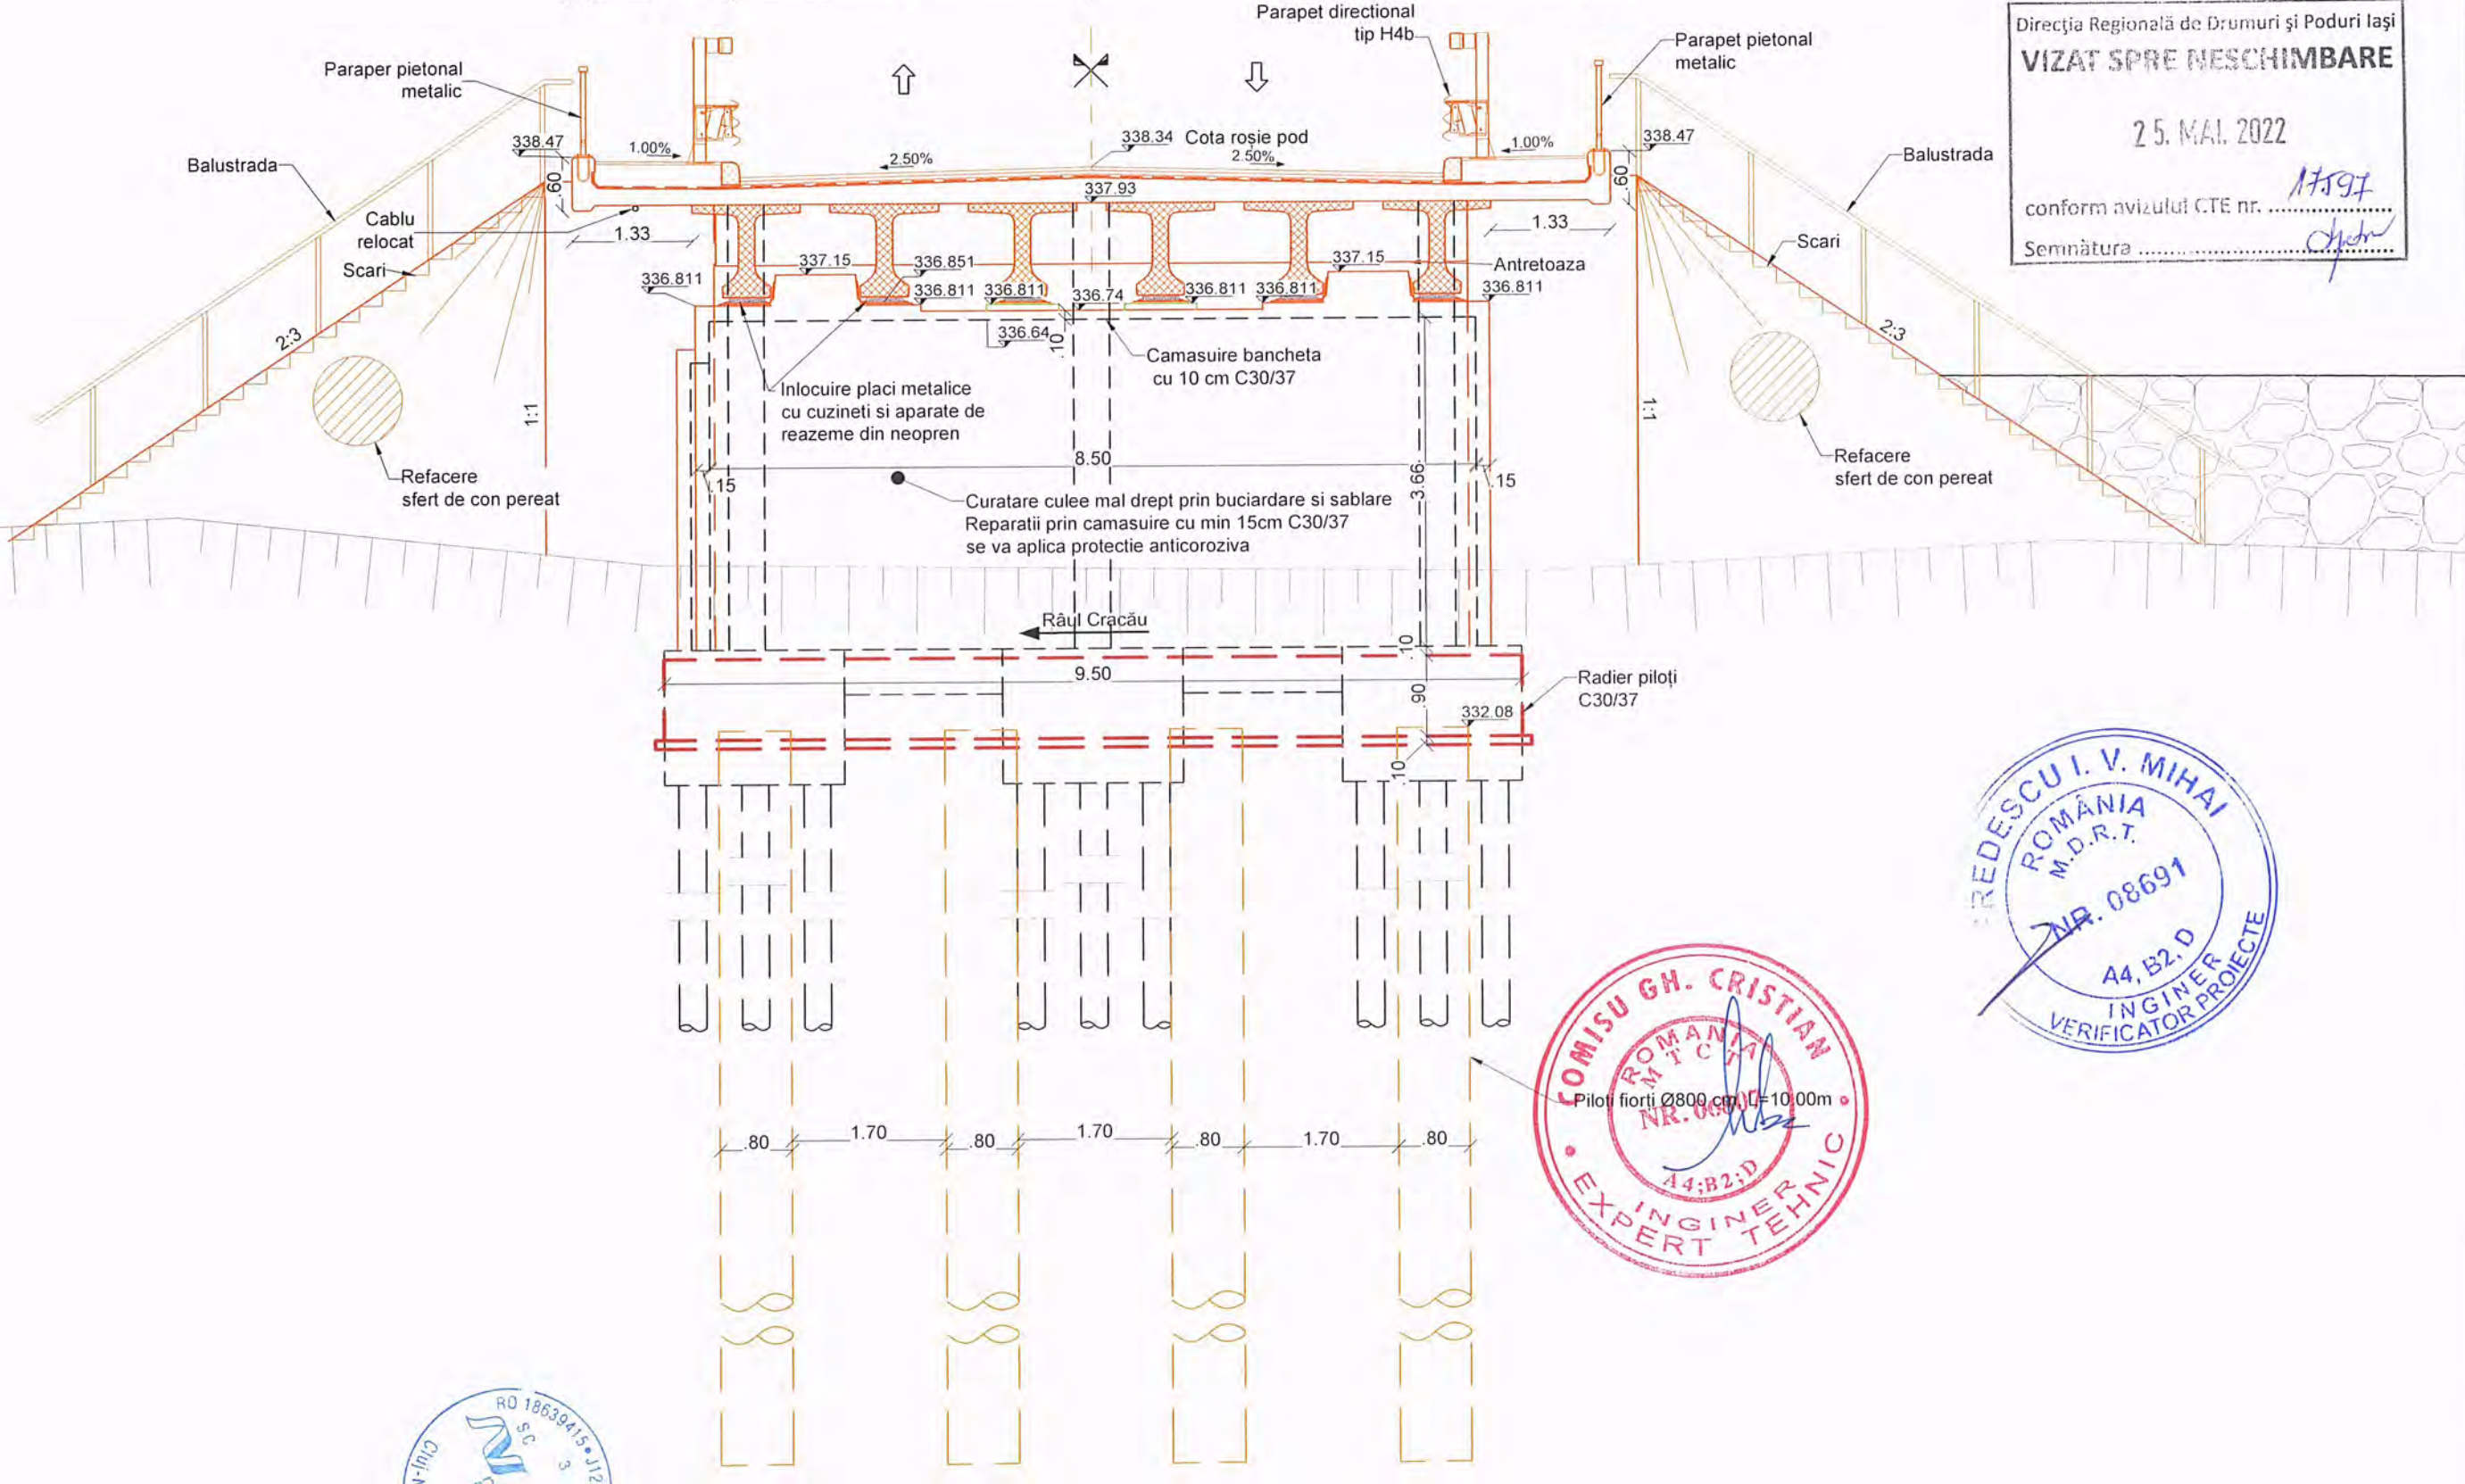 Parapet directional
tip H4b
Parapet pietonal
metalic
Paraper pietonal
metalic
Direcția Regională de Drumuri și Poduri Iași
VIZAT SPRE NESCHIMBARE
25. MAI. 2022
conform avizului CTE nr. 17597
Semnătura
Balustrada
338.47
1.00%
2.50%
338.34
Cota roșie pod
2.50%
1.00%
338.47
Balustrada
.60
337.93
.60
Cablu
relocat
1.33
1.33
Scari
Scari
337.15
336.851
337.15
Antretoaza
336.811
336.811
336.811
336.74
336.811
336.811
336.811
2:3
2:3
336.64
.10
Camasuire bancheta
cu 10 cm C30/37
Inlocuire placi metalice
cu cuzineti si aparate de
reazeme din neopren
1:1
1:1
Refacere
sfert de con pereat
Refacere
sfert de con pereat
8.50
3.66
.15
.15
Curatare culee mal drept prin buciardare si sablare
Reparatii prin camasuire cu min 15cm C30/37
se va aplica protectie anticoroziva
Râul Cracău
.10
9.50
.90
Radier piloți
C30/37
332.08
.10
REDESCU I. V. MIHAI
ROMÂNIA
M.D.R.T.
NR. 08691
A4, B2, D
INGINER
VERIFICATOR PROIECTE
COMISU GH. CRISTIAN
ROMANIA
M T C T
NR.
A4;B2;D
INGINER
EXPERT TEHNIC
Piloți fiorți Ø800 cm, L=10.00m
.80
1.70
.80
1.70
.80
1.70
.80
RO 18639415 • J12
SC
3
Cluj-N